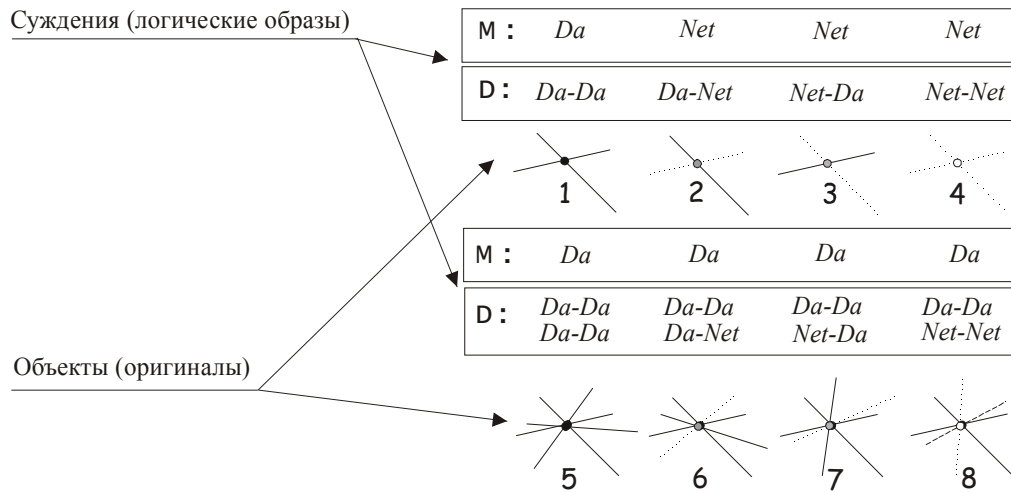 Суждения (логические образы)
M : Da Net Net Net
D : Da-Da Da-Net Net-Da Net-Net
1 2 3 4
M : Da Da Da Da
D : Da-Da Da-Da Da-Da Da-Da
Da-Da Da-Net Net-Da Net-Net
Объекты (оригиналы)
5 6 7 8